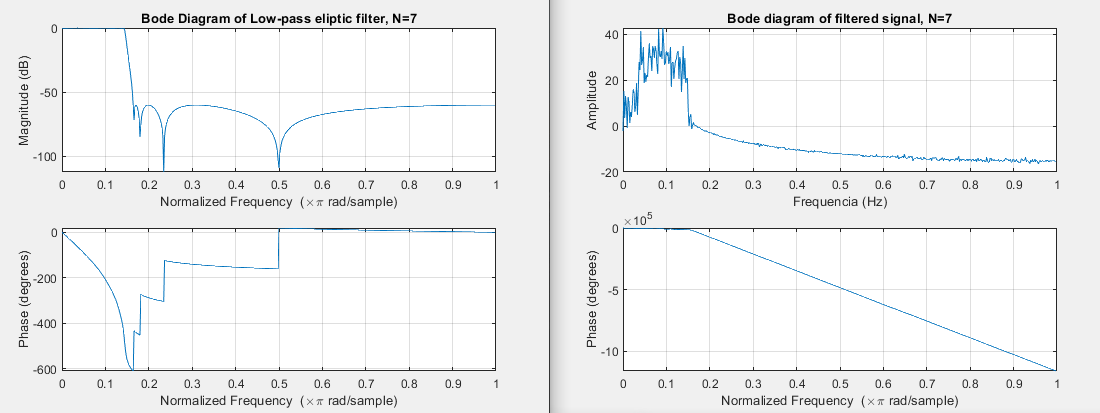 Bode Diagram of Low-pass eliptic filter, N=7
Magnitude (dB)
0
-50
-100
0 0.1 0.2 0.3 0.4 0.5 0.6 0.7 0.8 0.9 1
Normalized Frequency (×π rad/sample)
Phase (degrees)
0
-200
-400
-600
0 0.1 0.2 0.3 0.4 0.5 0.6 0.7 0.8 0.9 1
Normalized Frequency (×π rad/sample)
Bode diagram of filtered signal, N=7
Amplitude
40
20
0
-20
0 0.1 0.2 0.3 0.4 0.5 0.6 0.7 0.8 0.9 1
Frequencia (Hz)
×10⁵
Phase (degrees)
0
-5
-10
0 0.1 0.2 0.3 0.4 0.5 0.6 0.7 0.8 0.9 1
Normalized Frequency (×π rad/sample)